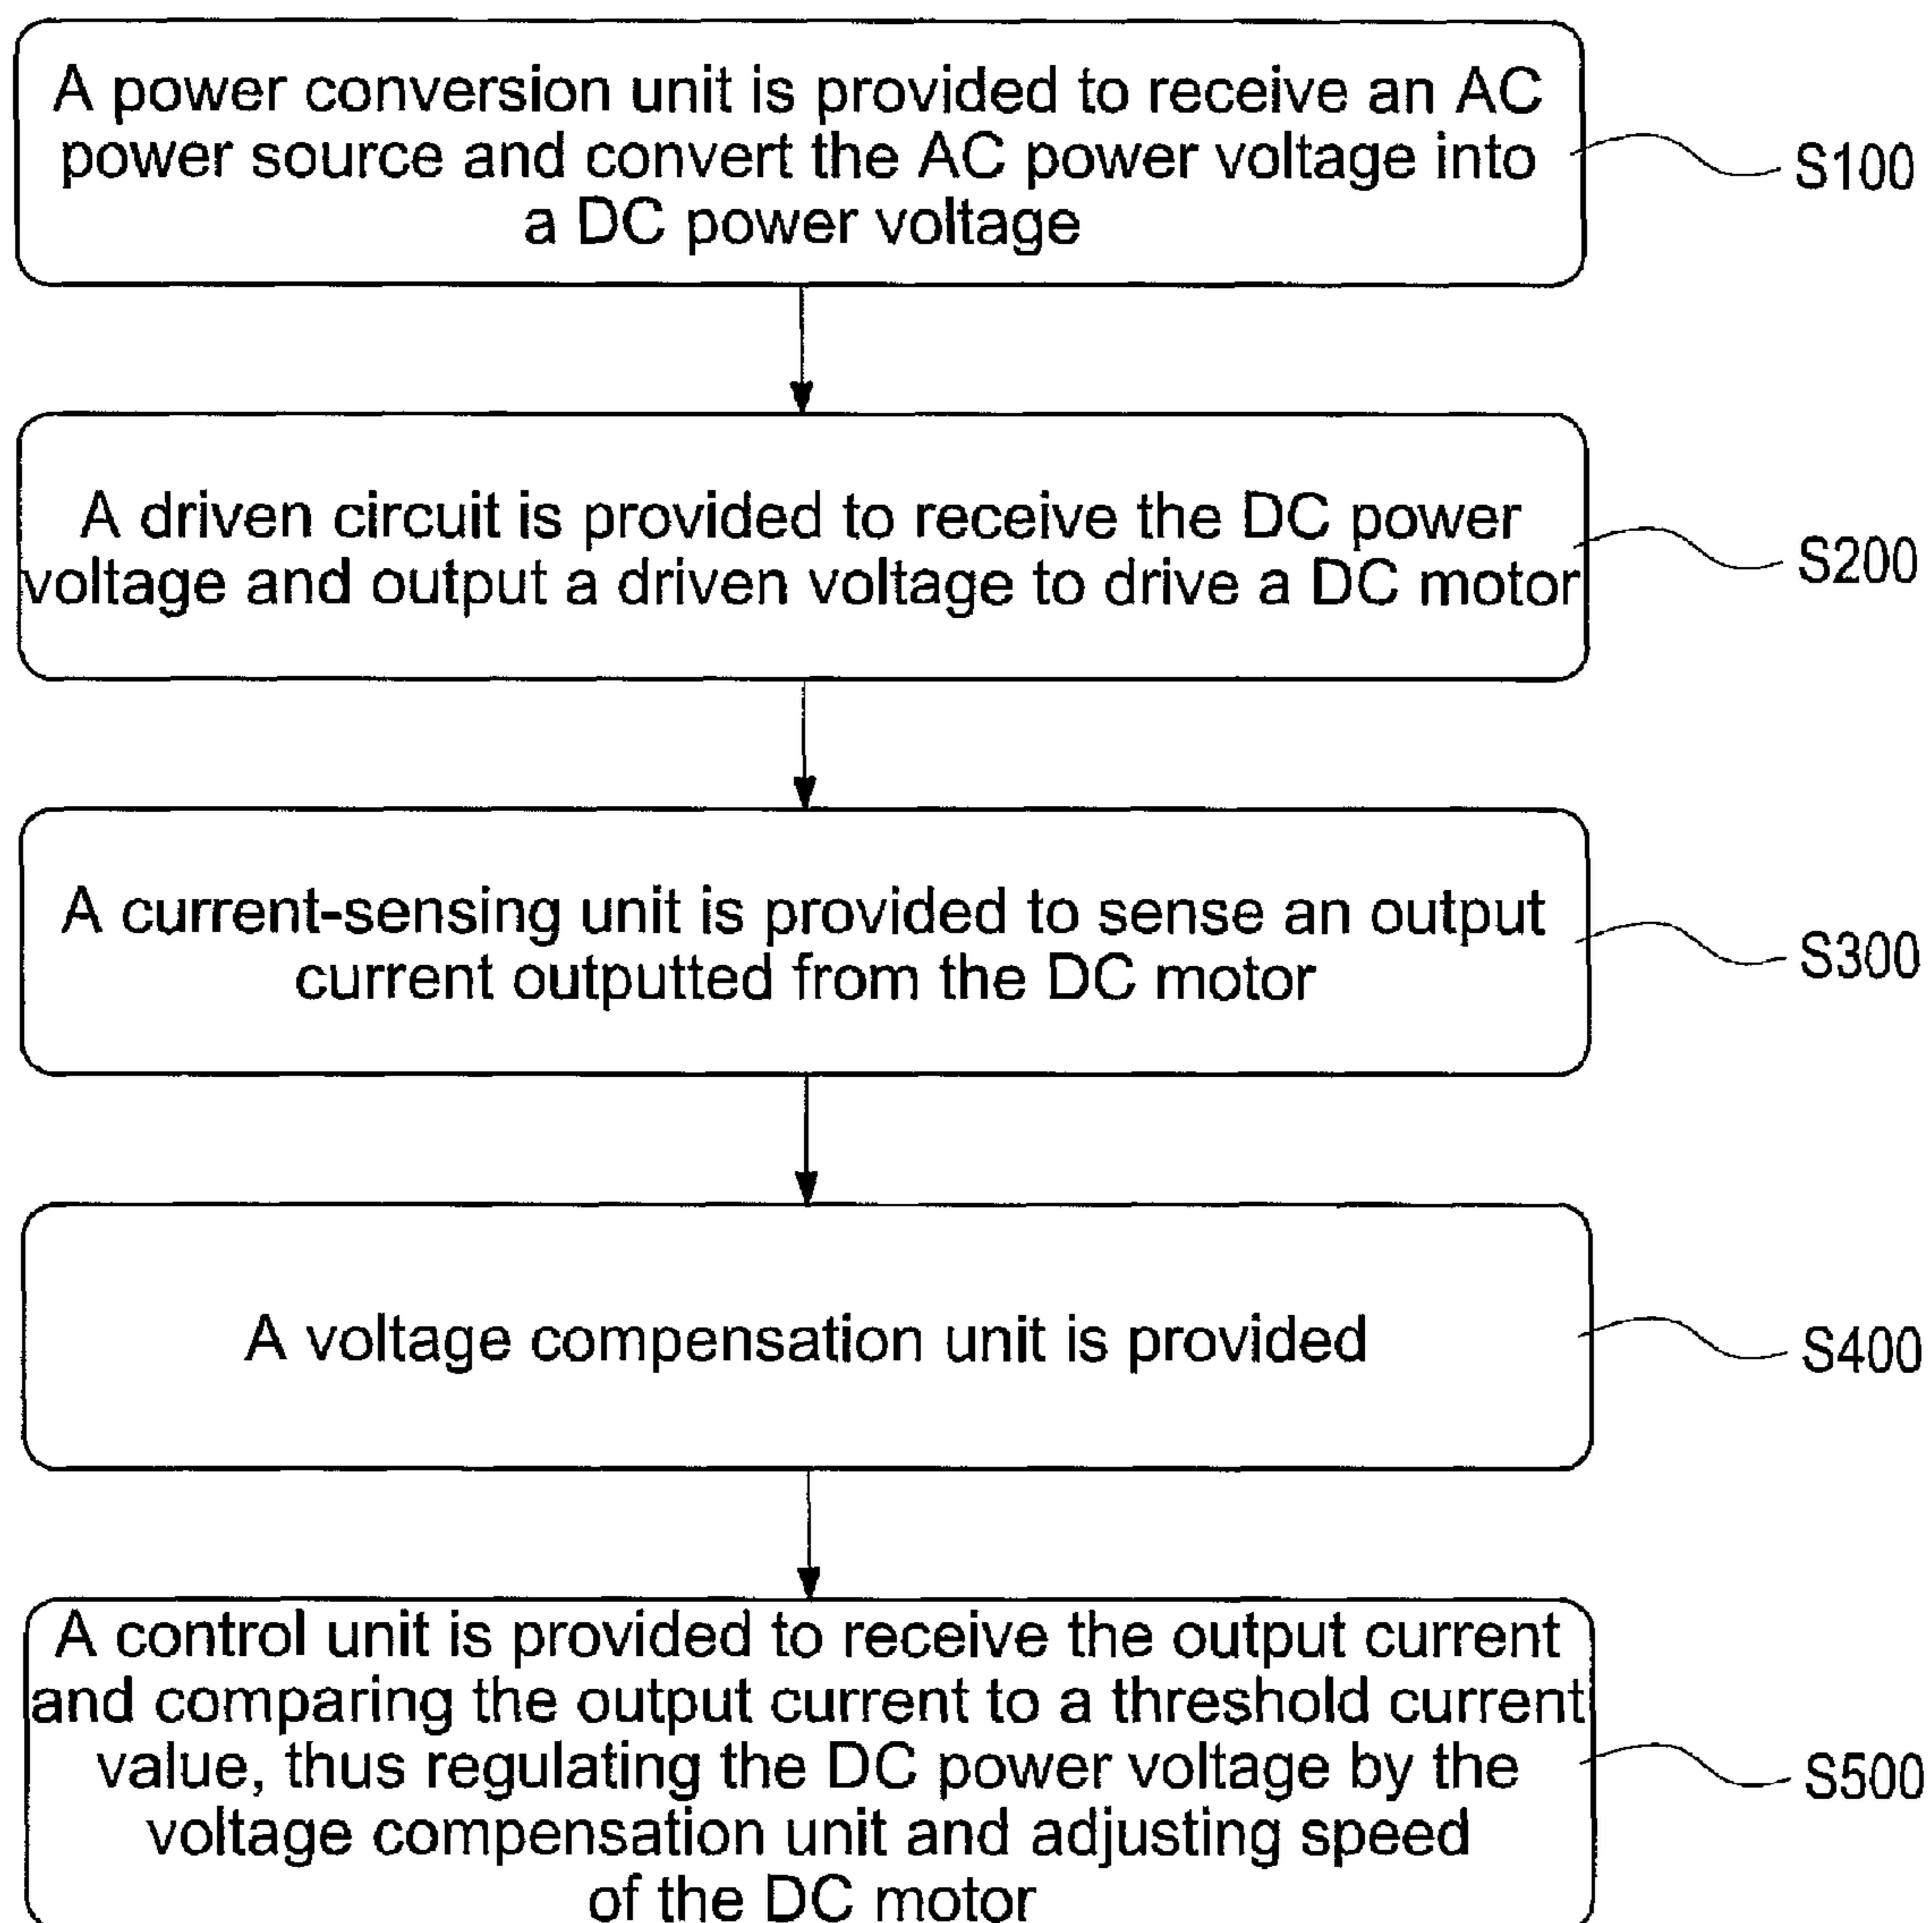 A power conversion unit is provided to receive an AC
power source and convert the AC power voltage into
a DC power voltage
S100
A driven circuit is provided to receive the DC power
voltage and output a driven voltage to drive a DC motor
S200
A current-sensing unit is provided to sense an output
current outputted from the DC motor
S300
A voltage compensation unit is provided
S400
A control unit is provided to receive the output current
and comparing the output current to a threshold current
value, thus regulating the DC power voltage by the
voltage compensation unit and adjusting speed
of the DC motor
S500